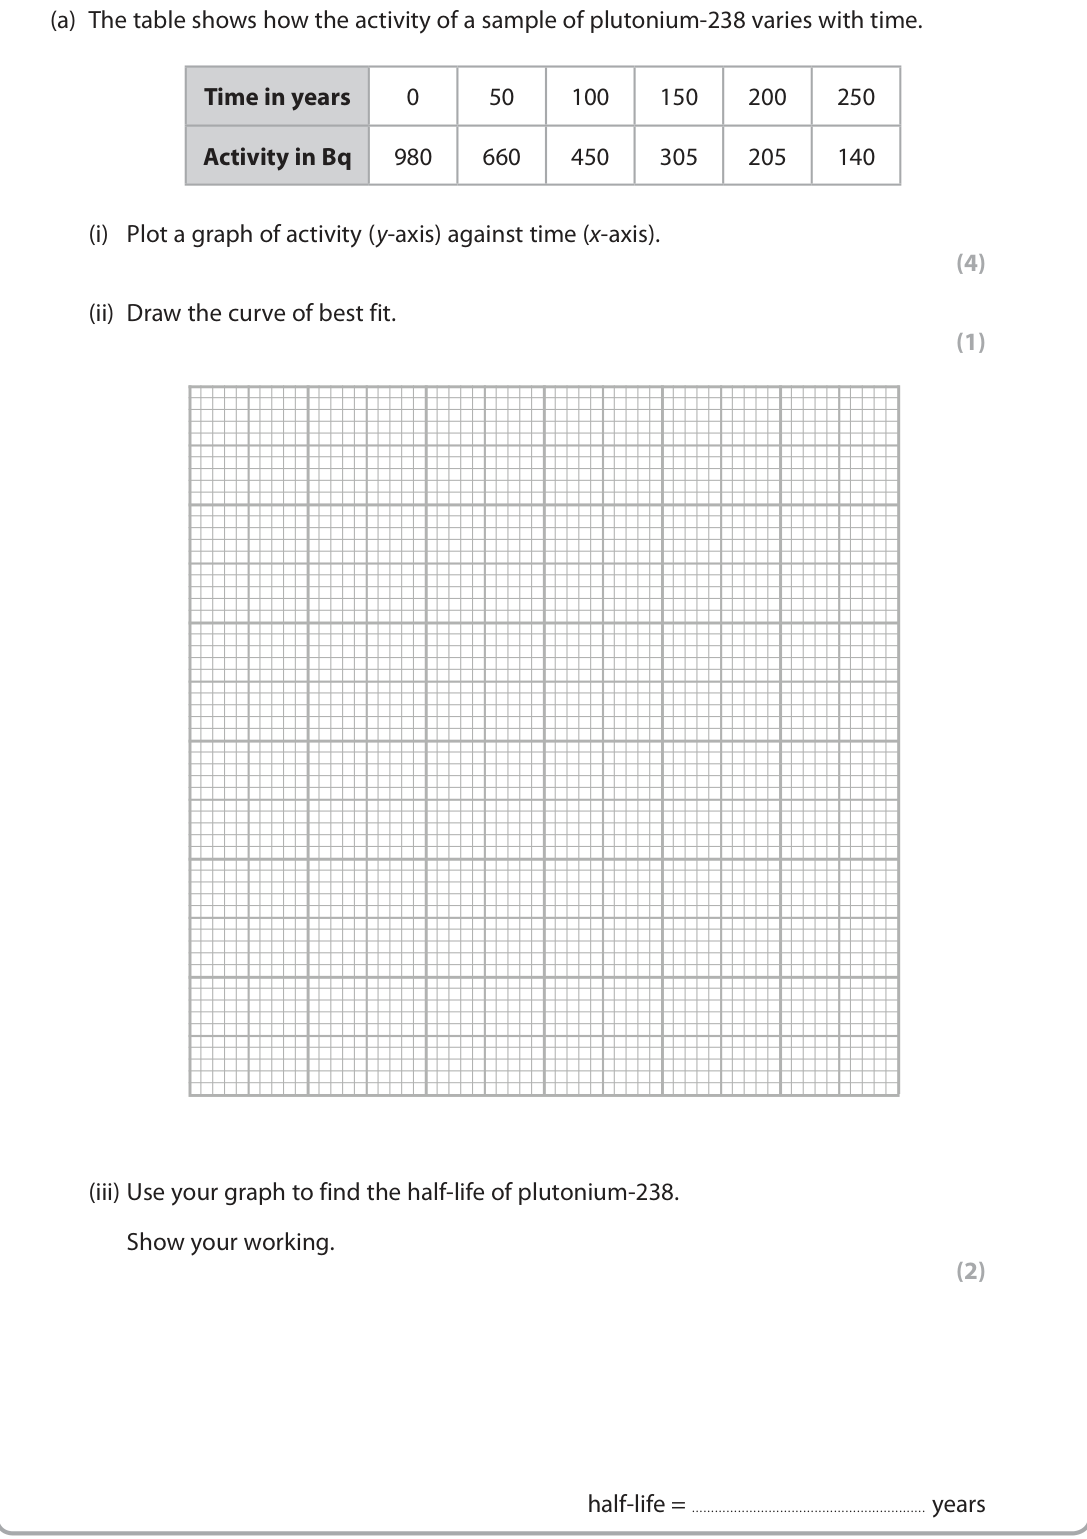 (a) The table shows how the activity of a sample of plutonium-238 varies with time.
Time in years 0 50 100 150 200 250
Activity in Bq 980 660 450 305 205 140
(i) Plot a graph of activity (y-axis) against time (x-axis).
(4)
(ii) Draw the curve of best fit.
(1)
(iii) Use your graph to find the half-life of plutonium-238.
Show your working.
(2)
half-life = ............................................................ years